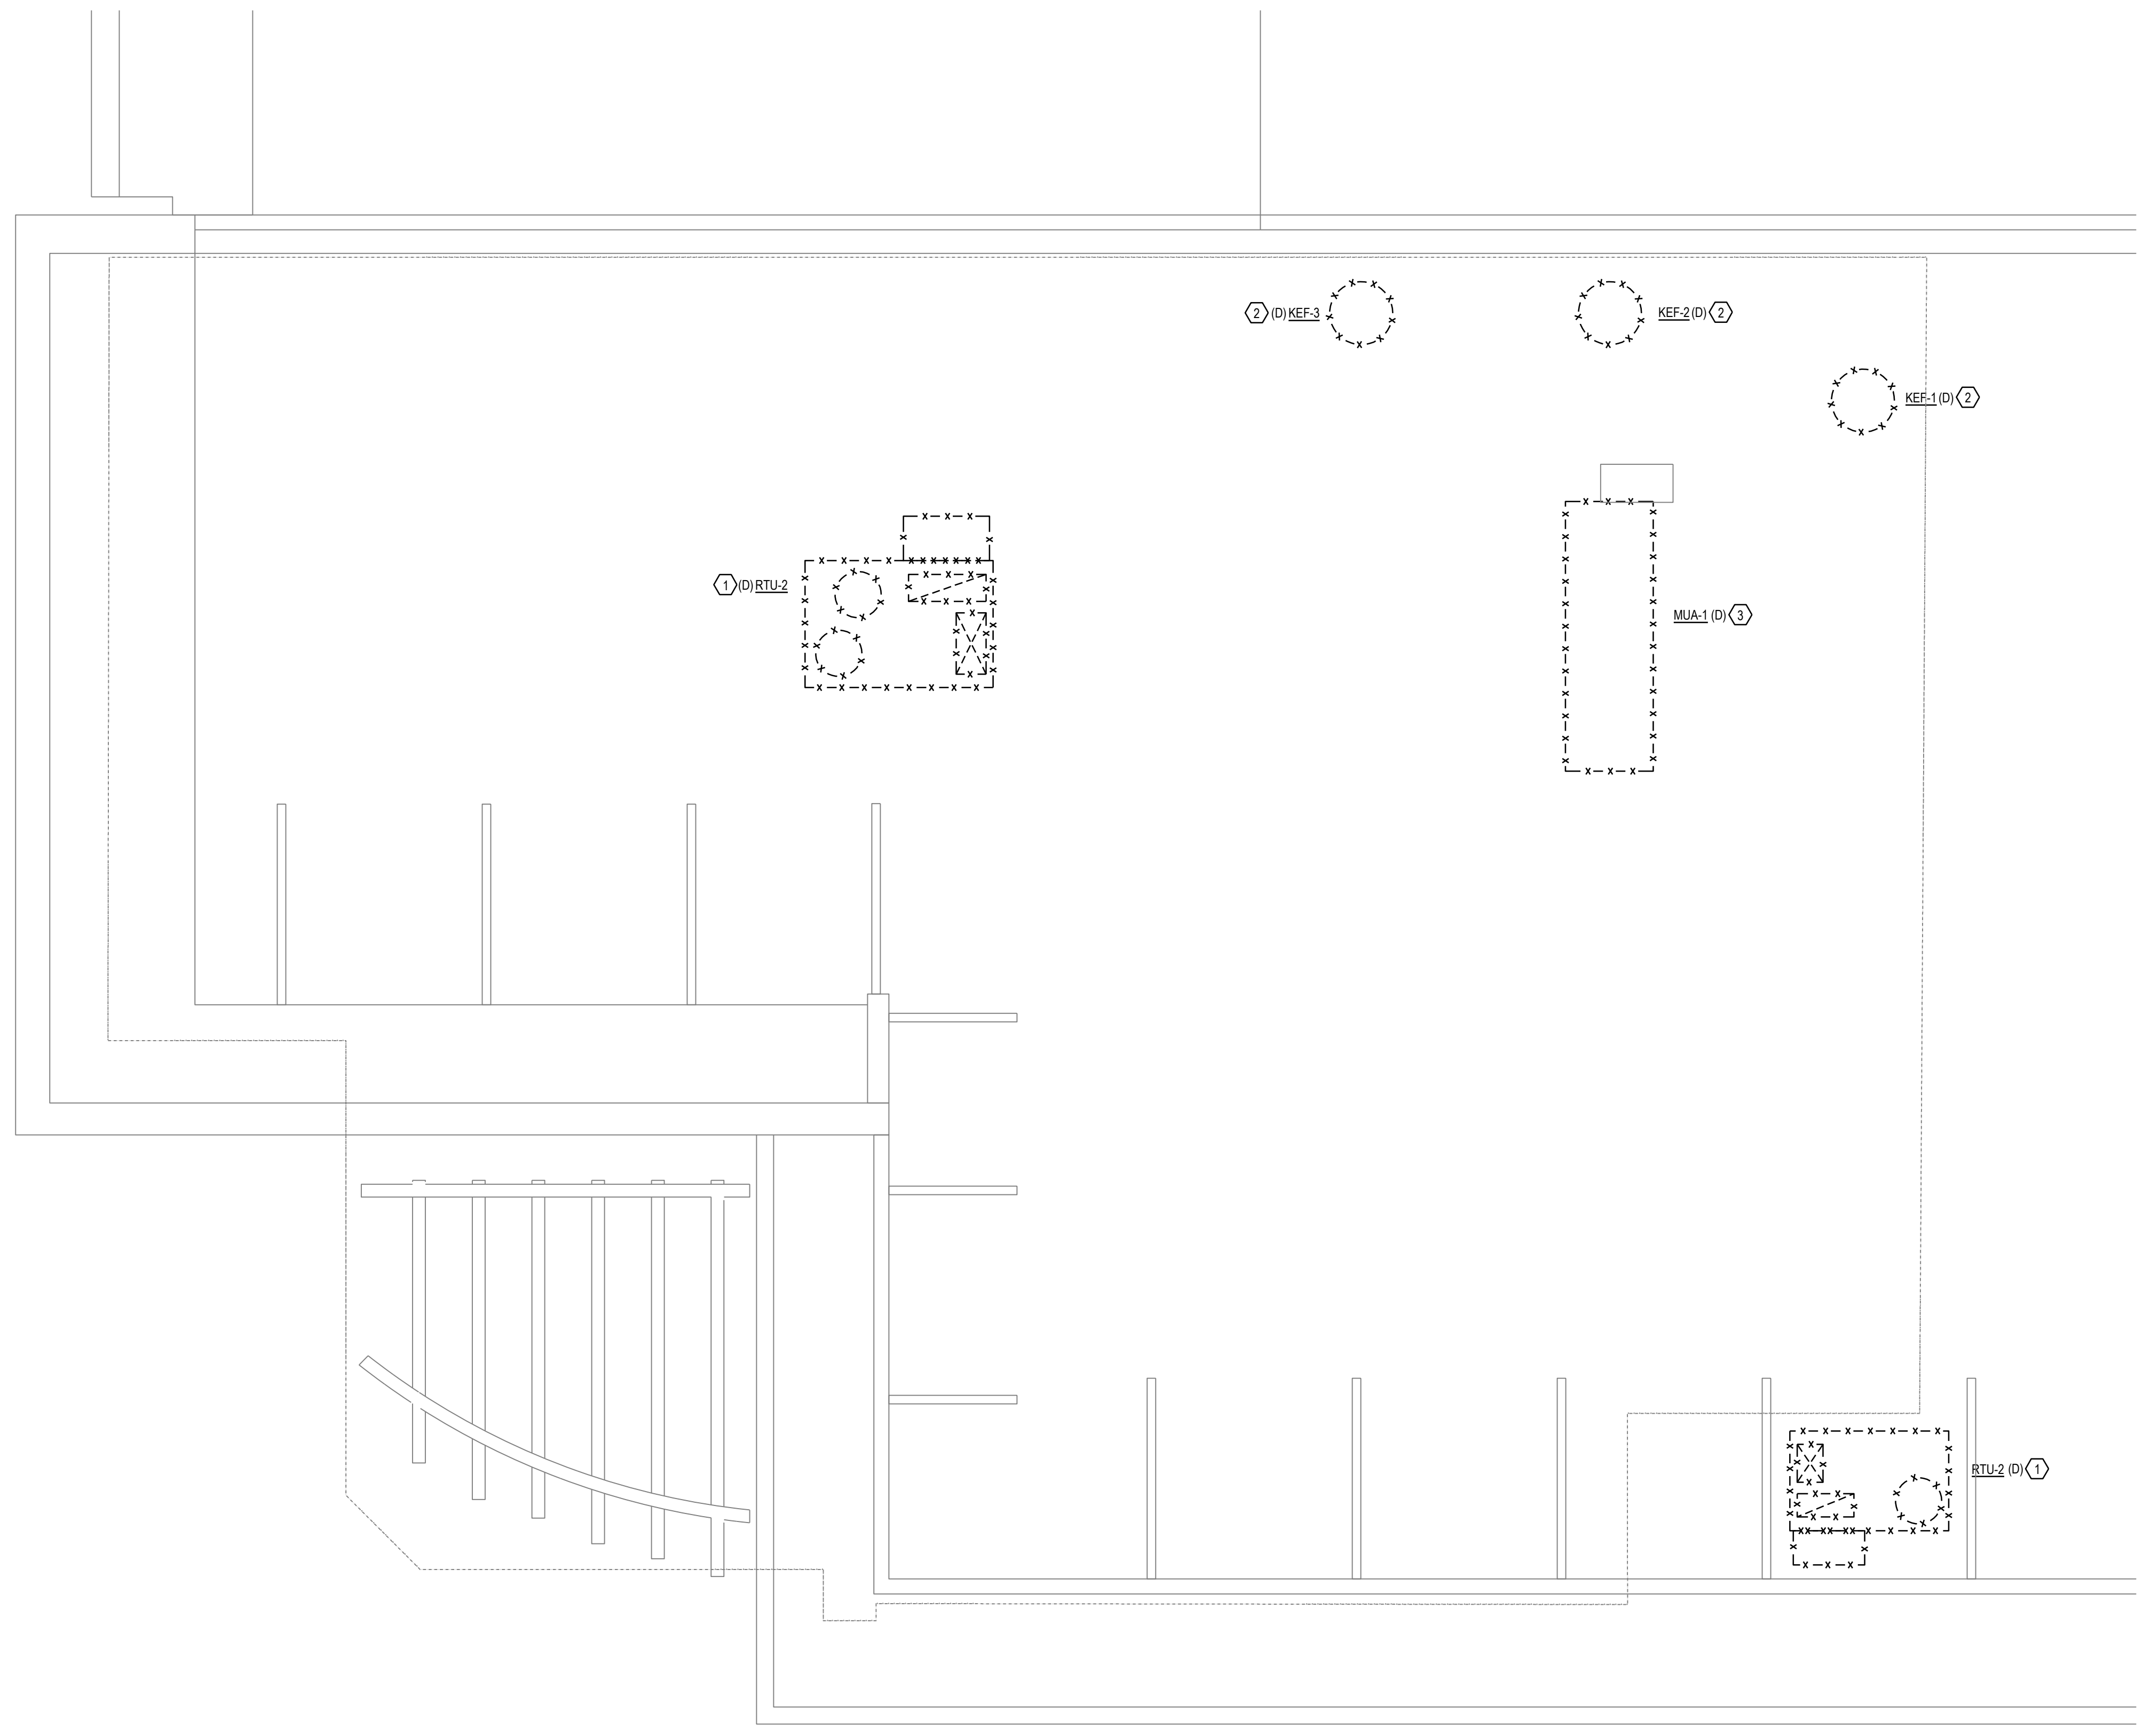 2 (D) KEF-3
KEF-2 (D) 2
KEF-1 (D) 2
1 (D) RTU-2
MUA-1 (D) 3
RTU-2 (D) 1